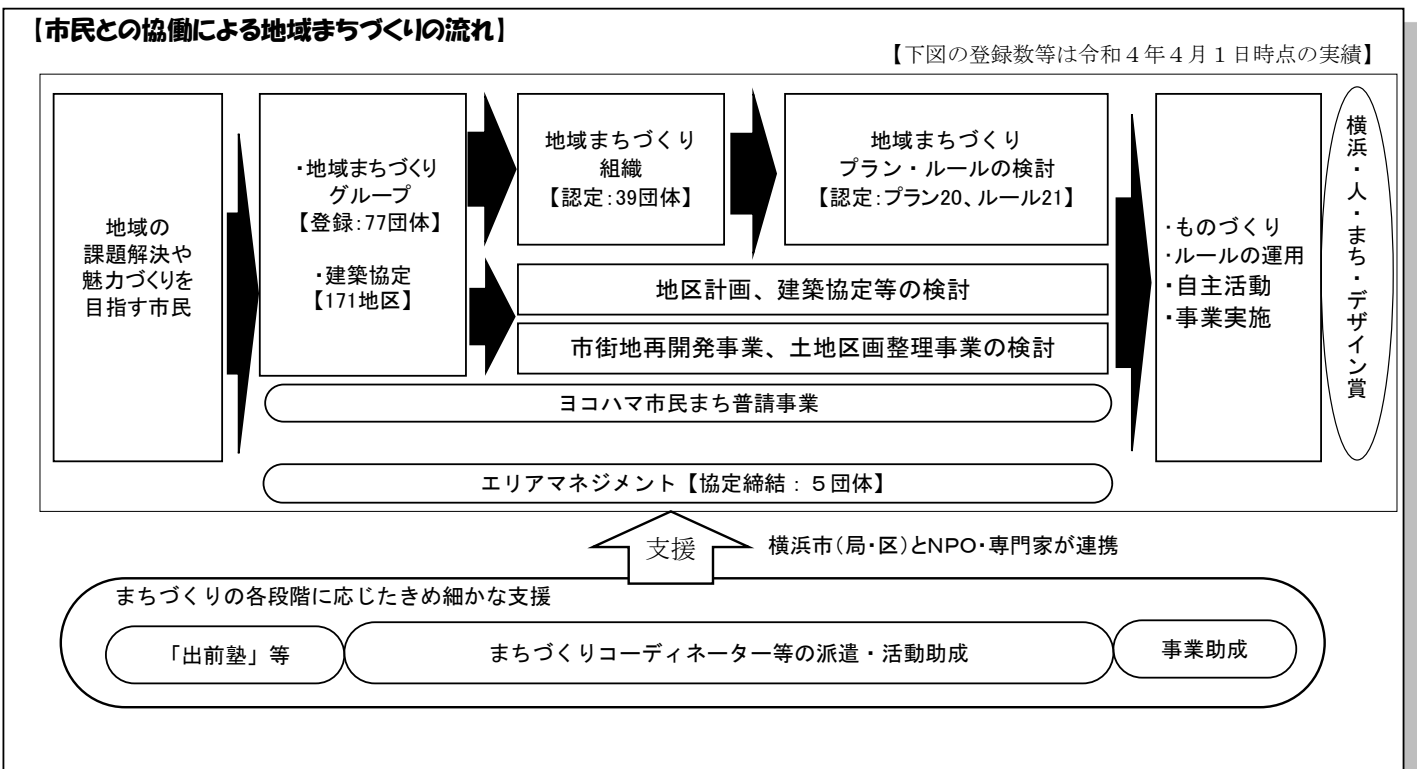 【市民との協働による地域まちづくりの流れ】
【下図の登録数等は令和４年４月１日時点の実績】
地域の
課題解決や
魅力づくりを
目指す市民
・地域まちづくり
グループ
【登録：77団体】
・建築協定
【171地区】
地域まちづくり
組織
【認定：39団体】
地域まちづくり
プラン・ルールの検討
【認定：プラン20、ルール21】
地区計画、建築協定等の検討
市街地再開発事業、土地区画整理事業の検討
ヨコハマ市民まち普請事業
エリアマネジメント【協定締結：５団体】
・ものづくり
・ルールの運用
・自主活動
・事業実施
横浜・人・まち・デザイン賞
支援
横浜市（局・区）とNPO・専門家が連携
まちづくりの各段階に応じたきめ細かな支援
「出前塾」等
まちづくりコーディネーター等の派遣・活動助成
事業助成